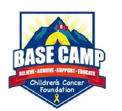 BASE CAMP
BELIEVE • ACHIEVE • SUPPORT • EDUCATE
Children's Cancer
Foundation